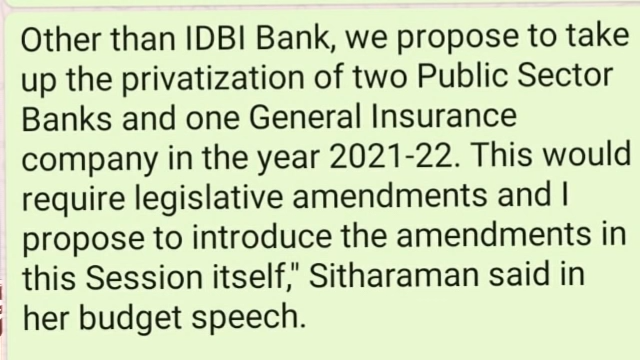 Other than IDBI Bank, we propose to take
up the privatization of two Public Sector
Banks and one General Insurance
company in the year 2021-22. This would
require legislative amendments and I
propose to introduce the amendments in
this Session itself," Sitharaman said in
her budget speech.